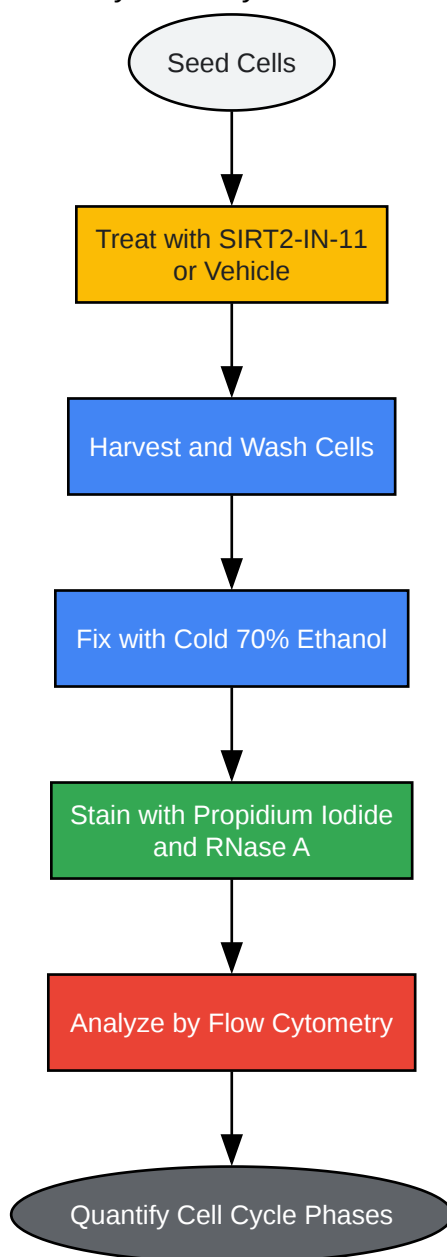 Seed Cells
Treat with SIRT2-IN-11
or Vehicle
Harvest and Wash Cells
Fix with Cold 70% Ethanol
Stain with Propidium Iodide
and RNase A
Analyze by Flow Cytometry
Quantify Cell Cycle Phases